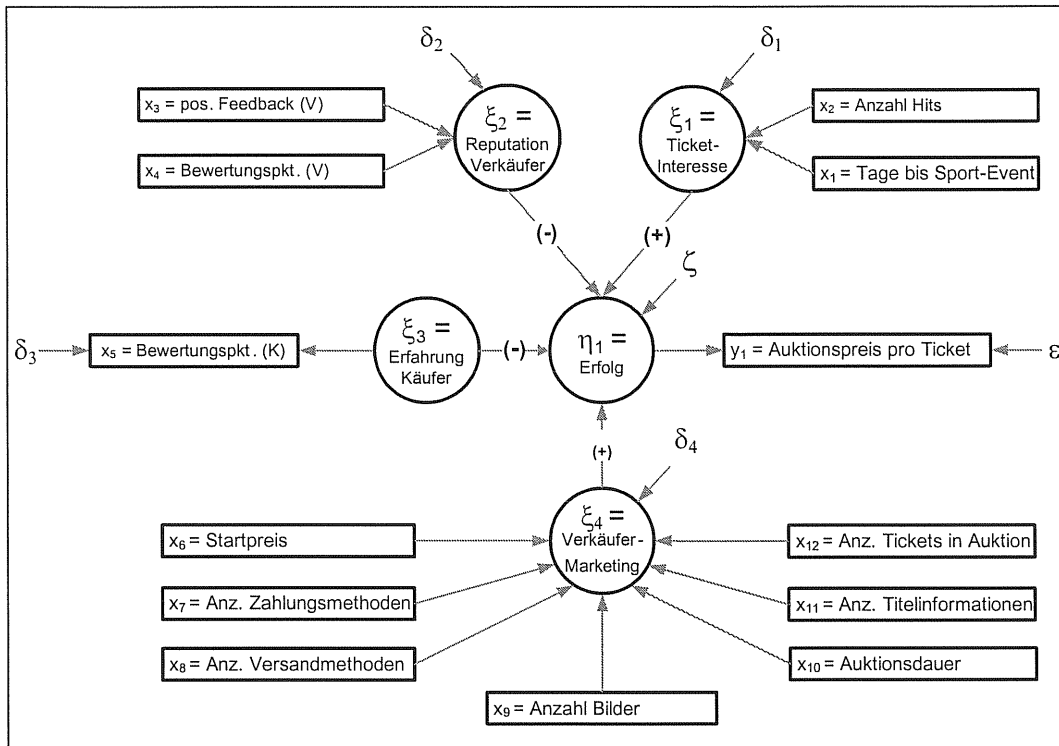 δ₂
δ₁
x₃ = pos. Feedback (V)
x₄ = Bewertungspkt. (V)
ξ₂ =
Reputation
Verkäufer
ξ₁ =
Ticket-
Interesse
x₂ = Anzahl Hits
x₁ = Tage bis Sport-Event
(-)
(+)
ζ
δ₃
x₅ = Bewertungspkt. (K)
ξ₃ =
Erfahrung
Käufer
(-)
η₁ =
Erfolg
y₁ = Auktionspreis pro Ticket
ε
(+)
δ₄
ξ₄ =
Verkäufer-
Marketing
x₆ = Startpreis
x₇ = Anz. Zahlungsmethoden
x₈ = Anz. Versandmethoden
x₉ = Anzahl Bilder
x₁₂ = Anz. Tickets in Auktion
x₁₁ = Anz. Titelinformationen
x₁₀ = Auktionsdauer